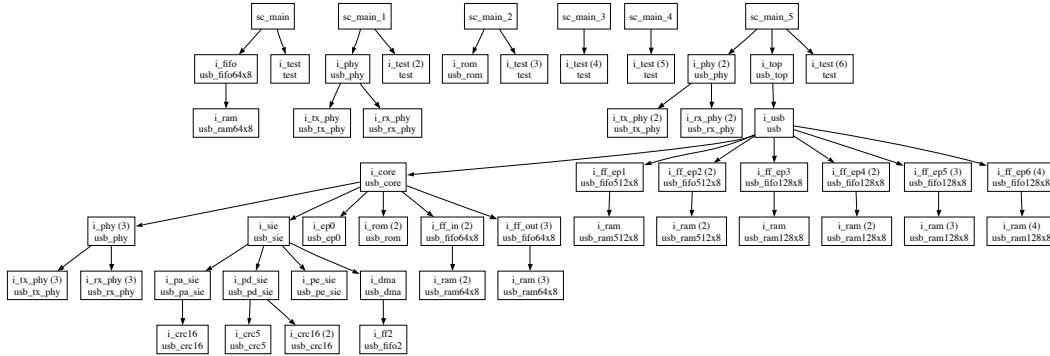 sc_main
sc_main_1
sc_main_2
sc_main_3
sc_main_4
sc_main_5
i_fifo
usb_fifo64x8
i_test
test
i_phy
usb_phy
i_test (2)
test
i_rom
usb_rom
i_test (3)
test
i_test (4)
test
i_test (5)
test
i_phy (2)
usb_phy
i_top
usb_top
i_test (6)
test
i_ram
usb_ram64x8
i_tx_phy
usb_tx_phy
i_rx_phy
usb_rx_phy
i_tx_phy (2)
usb_tx_phy
i_rx_phy (2)
usb_rx_phy
i_usb
usb
i_core
usb_core
i_ff_ep1
usb_fifo512x8
i_ff_ep2 (2)
usb_fifo512x8
i_ff_ep3
usb_fifo128x8
i_ff_ep4 (2)
usb_fifo128x8
i_ff_ep5 (3)
usb_fifo128x8
i_ff_ep6 (4)
usb_fifo128x8
i_phy (3)
usb_phy
i_sie
usb_sie
i_ep0
usb_ep0
i_rom (2)
usb_rom
i_ff_in (2)
usb_fifo64x8
i_ff_out (3)
usb_fifo64x8
i_ram
usb_ram512x8
i_ram (2)
usb_ram512x8
i_ram
usb_ram128x8
i_ram (2)
usb_ram128x8
i_ram (3)
usb_ram128x8
i_ram (4)
usb_ram128x8
i_tx_phy (3)
usb_tx_phy
i_rx_phy (3)
usb_rx_phy
i_pa_sie
usb_pa_sie
i_pd_sie
usb_pd_sie
i_pe_sie
usb_pe_sie
i_dma
usb_dma
i_ram (2)
usb_ram64x8
i_ram (3)
usb_ram64x8
i_crc16
usb_crc16
i_crc5
usb_crc5
i_crc16 (2)
usb_crc16
i_ff2
usb_fifo2